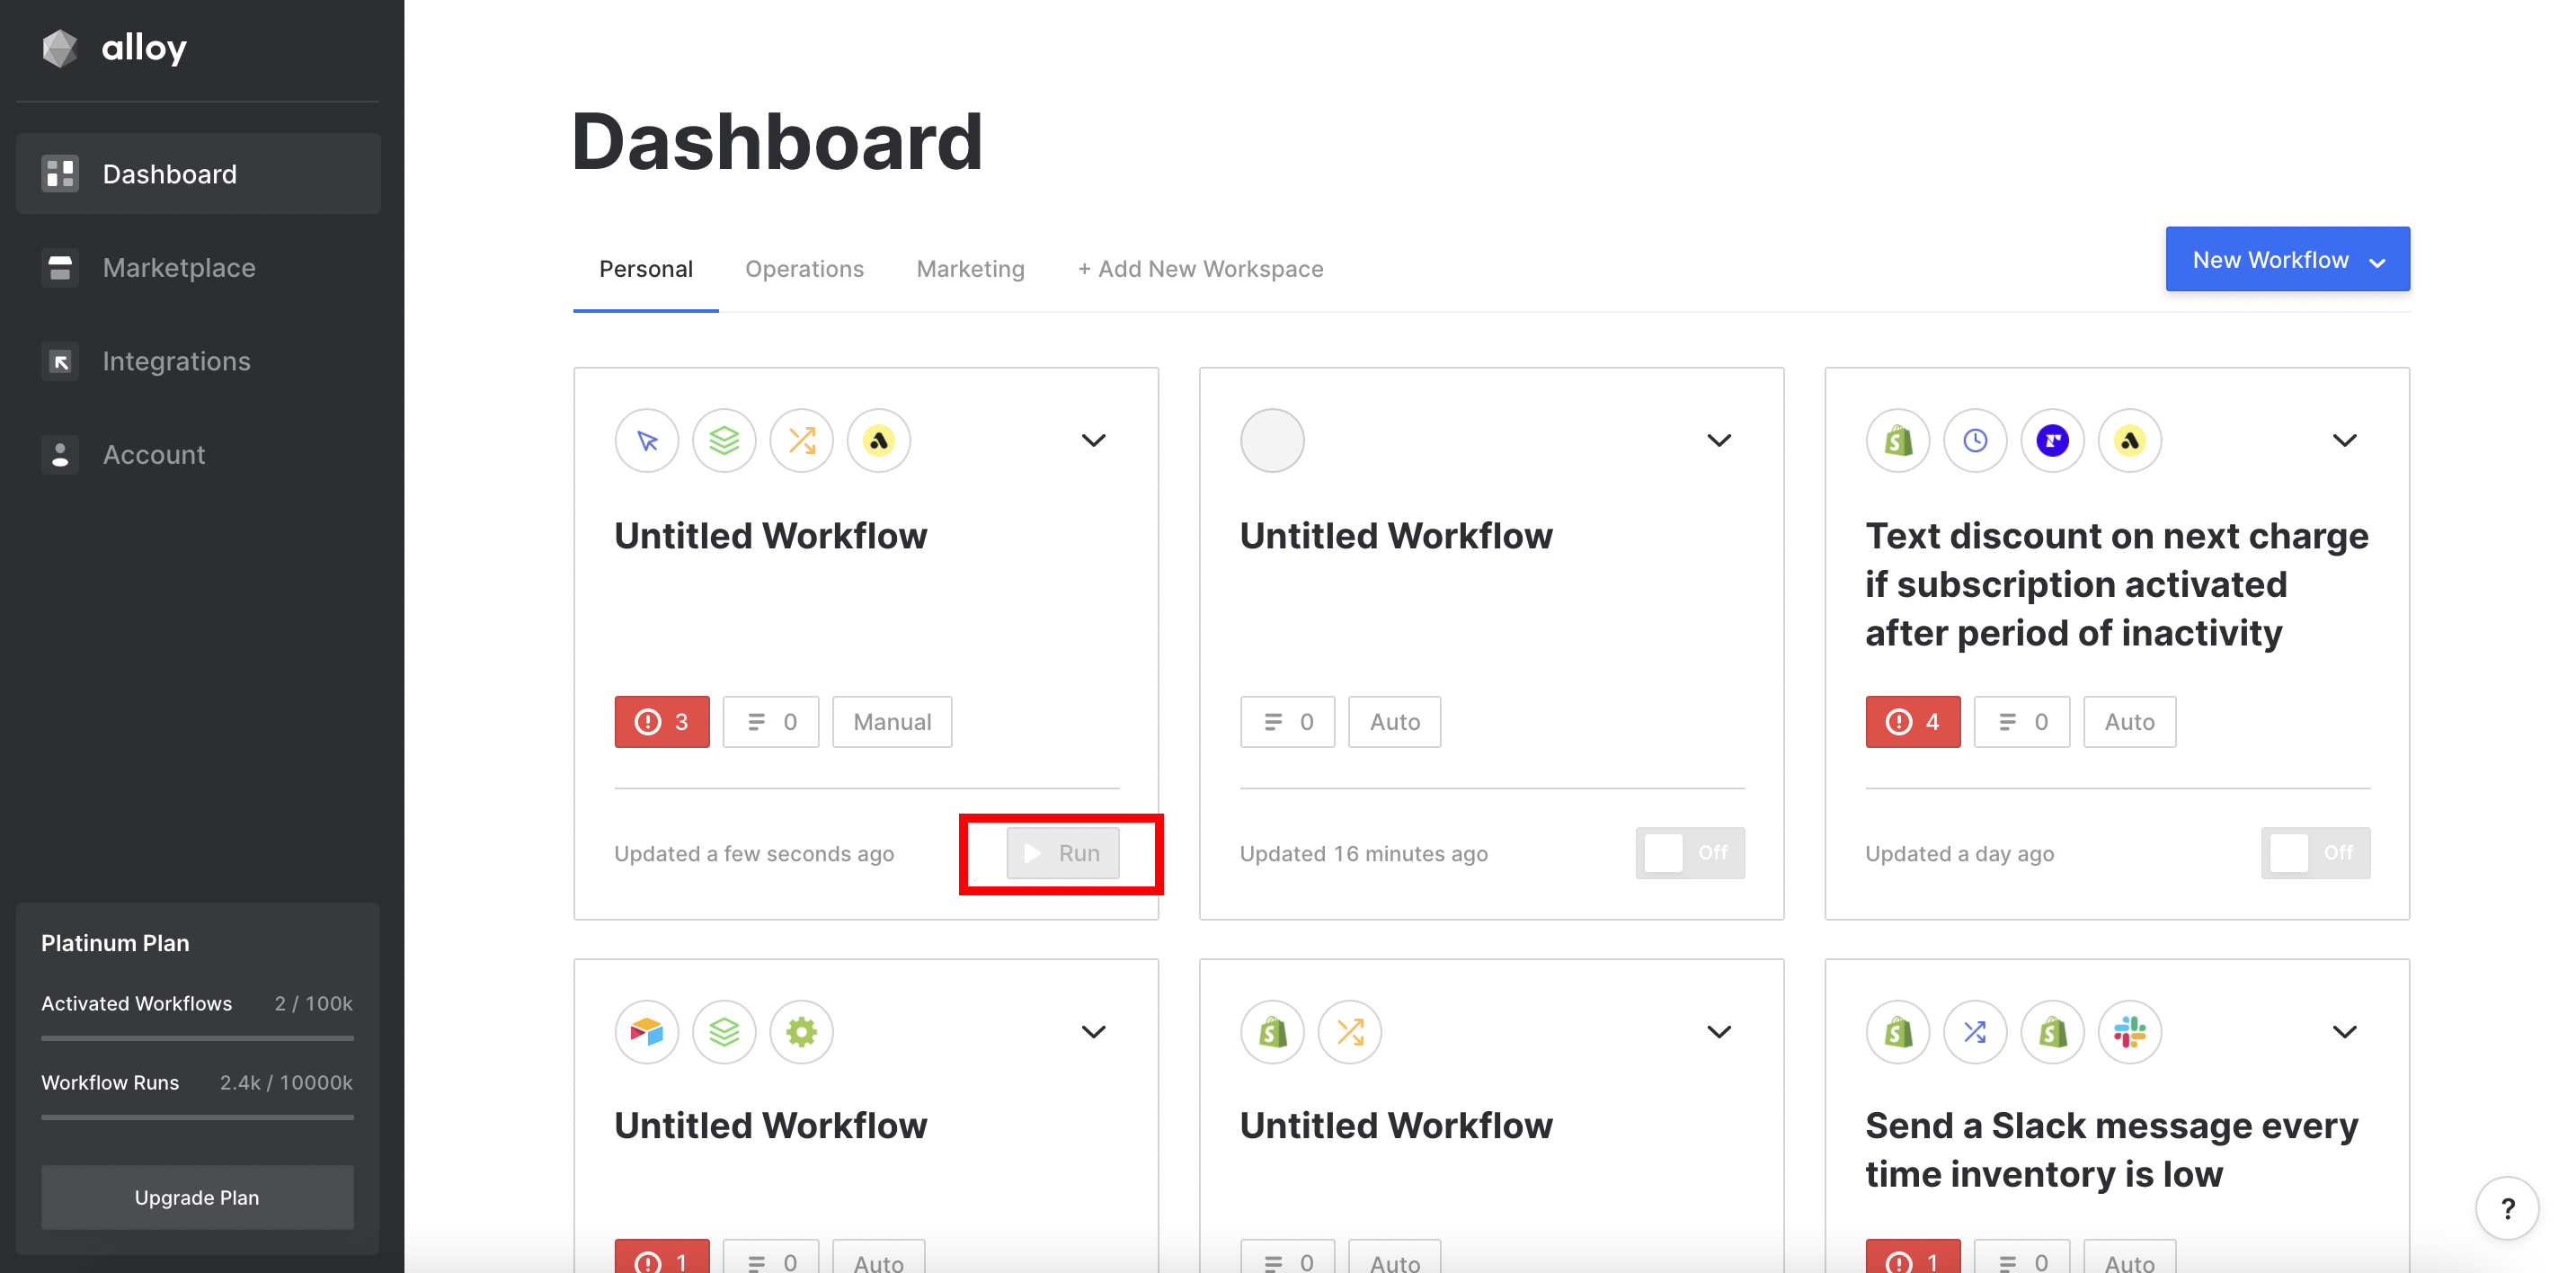 alloy
Dashboard
Marketplace
Integrations
Account
Platinum Plan
Activated Workflows 2 / 100k
Workflow Runs 2.4k / 10000k
Upgrade Plan
Dashboard
Personal Operations Marketing + Add New Workspace
New Workflow
Untitled Workflow
3 0 Manual
Updated a few seconds ago Run
Untitled Workflow
0 Auto
Updated 16 minutes ago Off
Text discount on next charge
if subscription activated
after period of inactivity
4 0 Auto
Updated a day ago Off
Untitled Workflow
1 0 Auto
Untitled Workflow
0 Auto
Send a Slack message every
time inventory is low
1 0 Auto
?